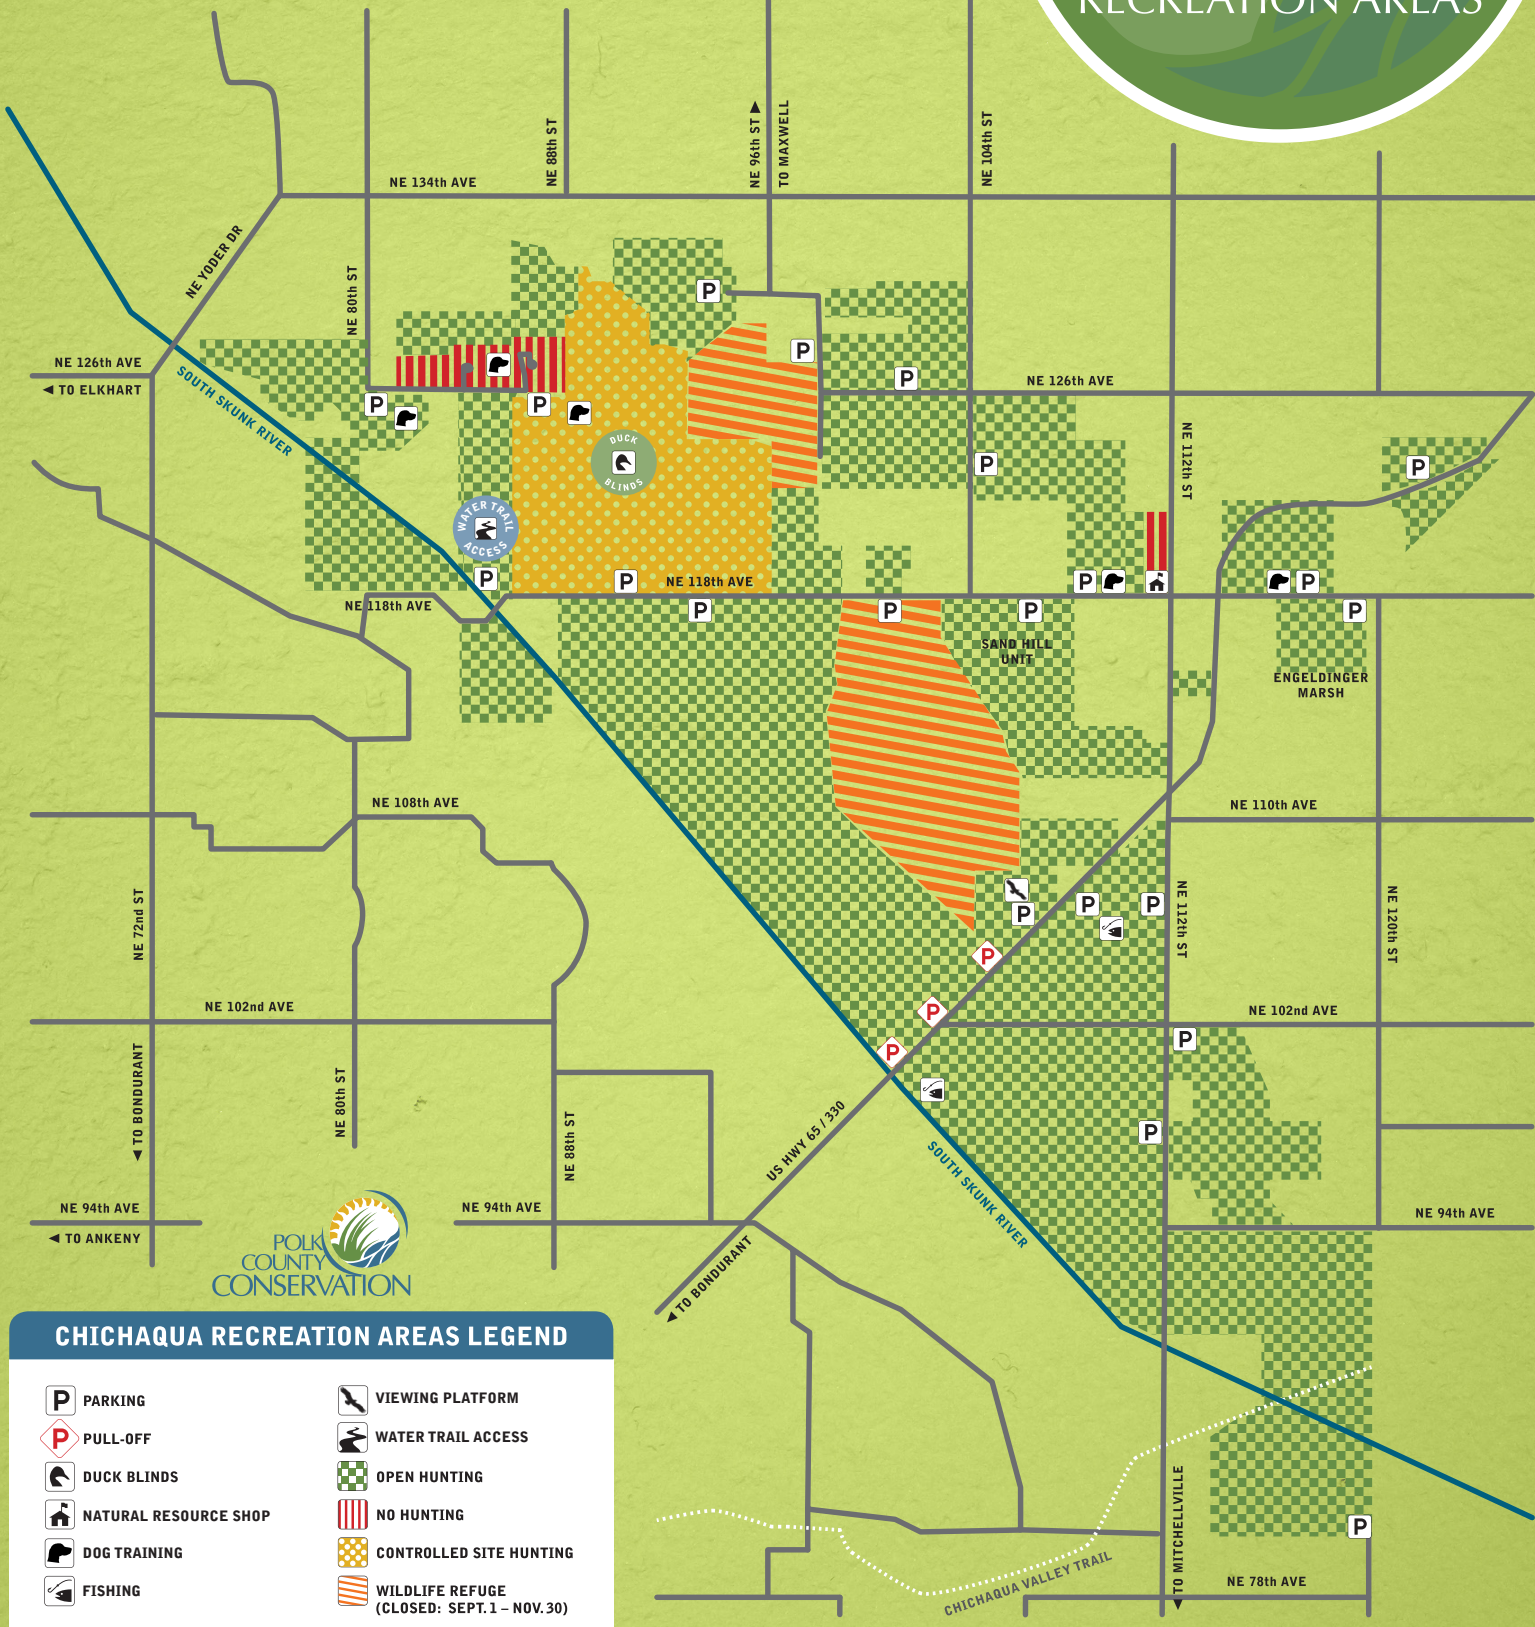 RECREATION AREAS
NE 88th ST
NE 96th ST
TO MAXWELL
NE 104th ST
NE 134th AVE
NE YODER DR
NE 80th ST
NE 126th AVE
TO ELKHART
SOUTH SKUNK RIVER
P
P
P
P
P
NE 126th AVE
DUCK
BLINDS
NE 112th ST
P
P
WATER TRAIL
ACCESS
P
P
NE 118th AVE
P
P
NE 118th AVE
P
P
P
P
SAND HILL
UNIT
ENGELDINGER
MARSH
NE 108th AVE
NE 110th AVE
NE 72nd ST
P
P
P
NE 112th ST
NE 120th ST
P
NE 102nd AVE
P
NE 102nd AVE
P
P
TO BONDURANT
NE 80th ST
NE 88th ST
US HWY 65 / 330
P
SOUTH SKUNK RIVER
NE 94th AVE
TO ANKENY
NE 94th AVE
NE 94th AVE
POLK
COUNTY
CONSERVATION
TO BONDURANT
CHICHAQUA RECREATION AREAS LEGEND
P PARKING
P PULL-OFF
DUCK BLINDS
NATURAL RESOURCE SHOP
DOG TRAINING
FISHING
VIEWING PLATFORM
WATER TRAIL ACCESS
OPEN HUNTING
NO HUNTING
CONTROLLED SITE HUNTING
WILDLIFE REFUGE
(CLOSED: SEPT. 1 – NOV. 30)
TO MITCHELLVILLE
P
CHICHAQUA VALLEY TRAIL
NE 78th AVE